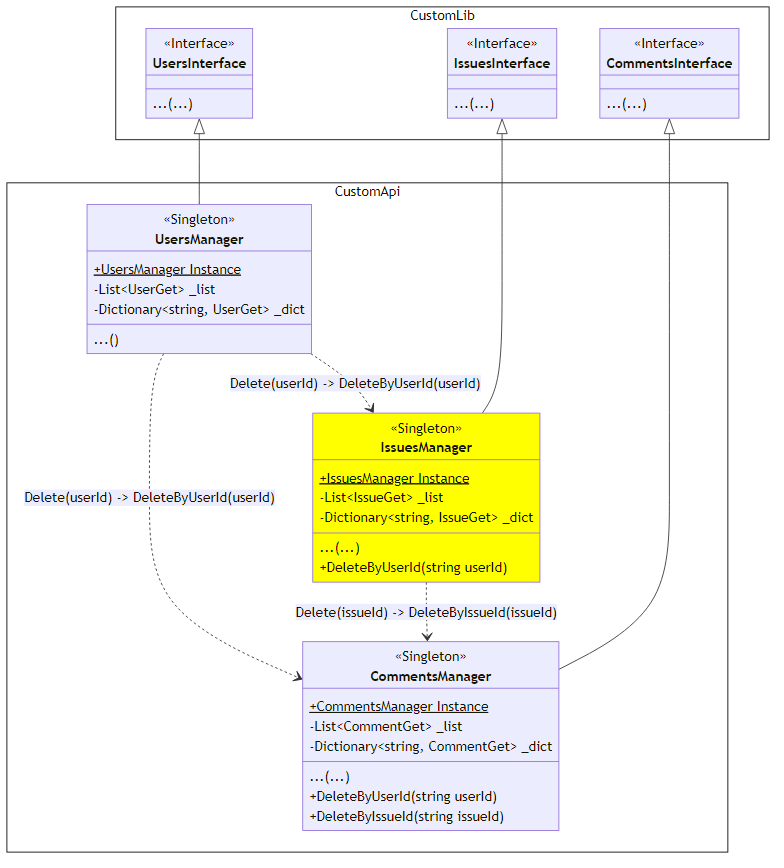 CustomLib
«Interface»
UsersInterface
...(...)
«Interface»
IssuesInterface
...(...)
«Interface»
CommentsInterface
...(...)
CustomApi
«Singleton»
UsersManager
+UsersManager Instance
-List<UserGet> _list
-Dictionary<string, UserGet> _dict
...()
Delete(userId) -> DeleteByUserId(userId)
«Singleton»
IssuesManager
+IssuesManager Instance
-List<IssueGet> _list
-Dictionary<string, IssueGet> _dict
...(...)
+DeleteByUserId(string userId)
Delete(userId) -> DeleteByUserId(userId)
Delete(issueId) -> DeleteByIssueId(issueId)
«Singleton»
CommentsManager
+CommentsManager Instance
-List<CommentGet> _list
-Dictionary<string, CommentGet> _dict
...(...)
+DeleteByUserId(string userId)
+DeleteByIssueId(string issueId)